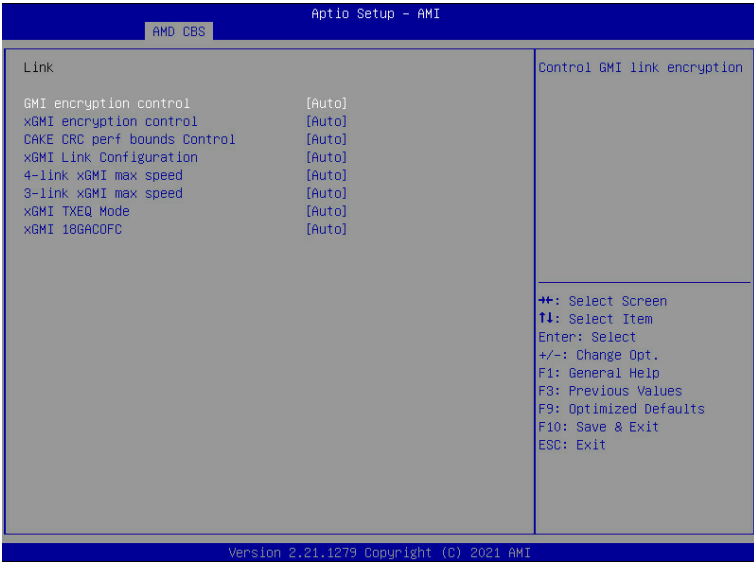 Aptio Setup – AMI
AMD CBS
Link
Control GMI link encryption
GMI encryption control [Auto]
xGMI encryption control [Auto]
CAKE CRC perf bounds Control [Auto]
xGMI Link Configuration [Auto]
4-link xGMI max speed [Auto]
3-link xGMI max speed [Auto]
xGMI TXEQ Mode [Auto]
xGMI 18GACOFC [Auto]
→←: Select Screen
↑↓: Select Item
Enter: Select
+/-: Change Opt.
F1: General Help
F3: Previous Values
F9: Optimized Defaults
F10: Save & Exit
ESC: Exit
Version 2.21.1279 Copyright (C) 2021 AMI